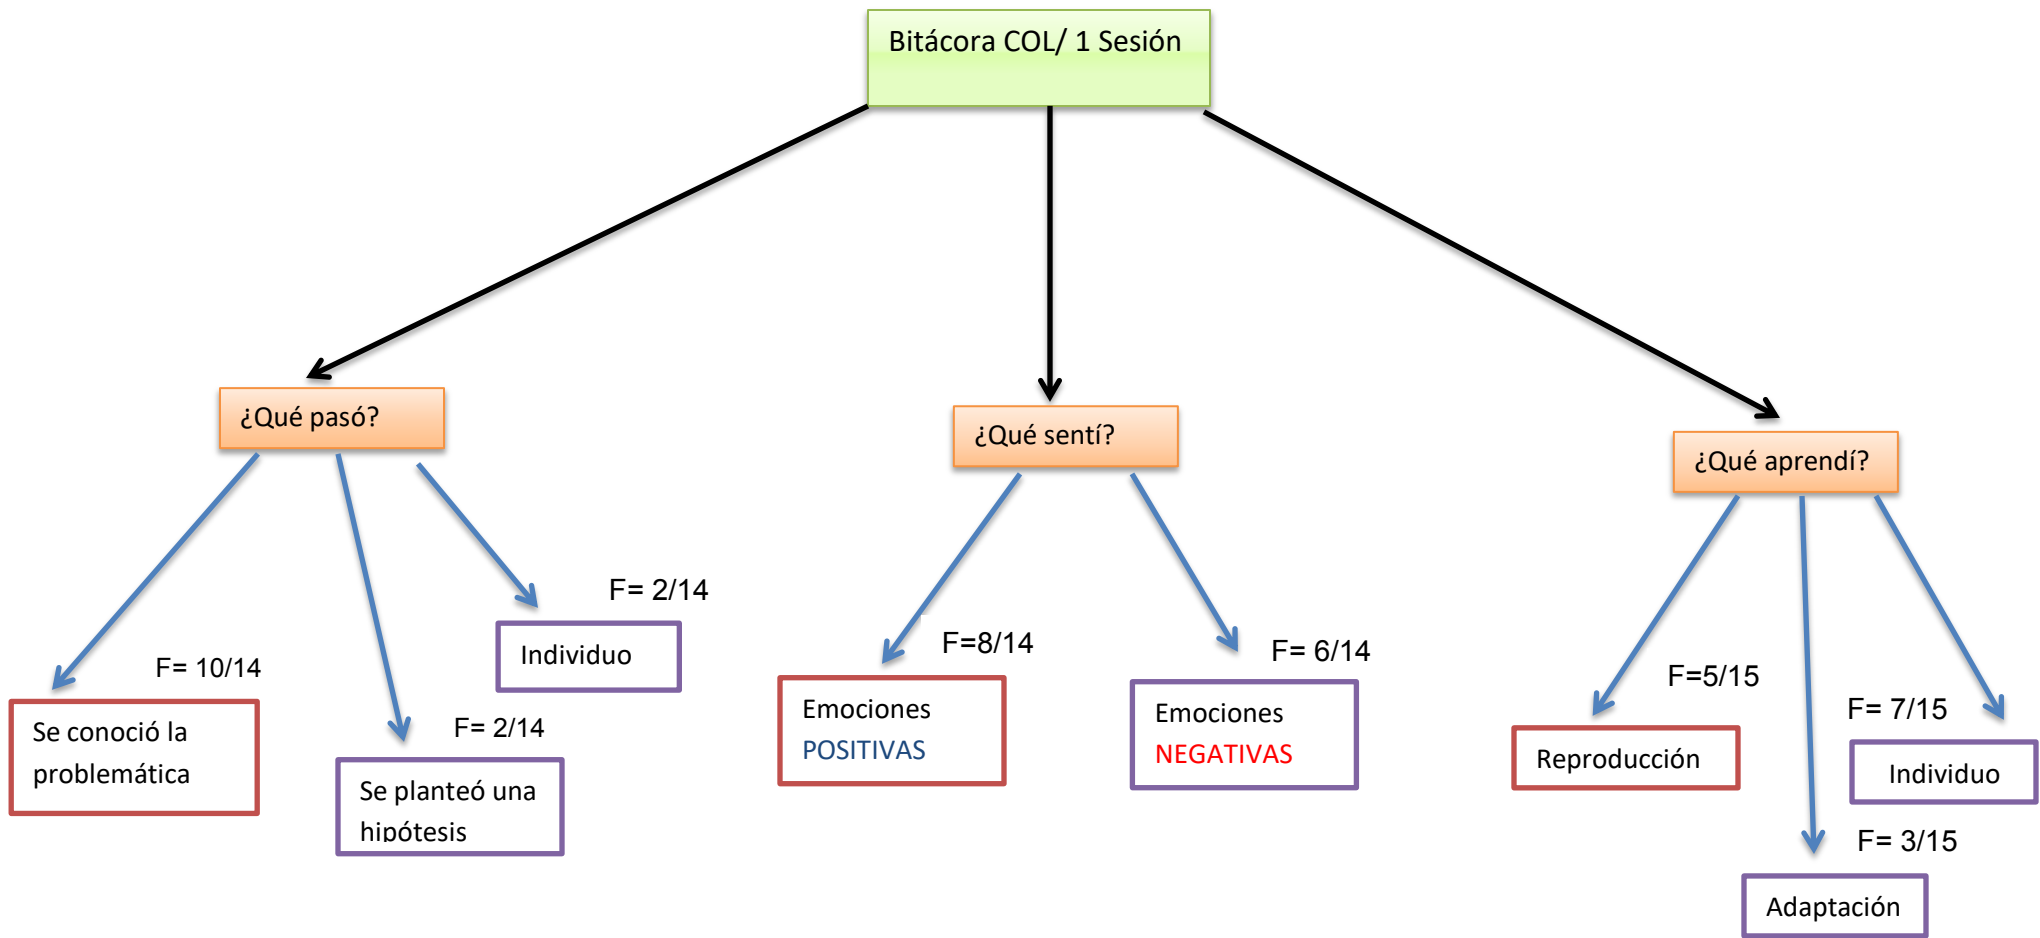 Bitácora COL/ 1 Sesión
¿Qué pasó?
¿Qué sentí?
¿Qué aprendí?
F= 10/14
Se conoció la
problemática
F= 2/14
Se planteó una
hipótesis
F= 2/14
Individuo
F=8/14
Emociones
POSITIVAS
F= 6/14
Emociones
NEGATIVAS
F=5/15
Reproducción
F= 7/15
Individuo
F= 3/15
Adaptación